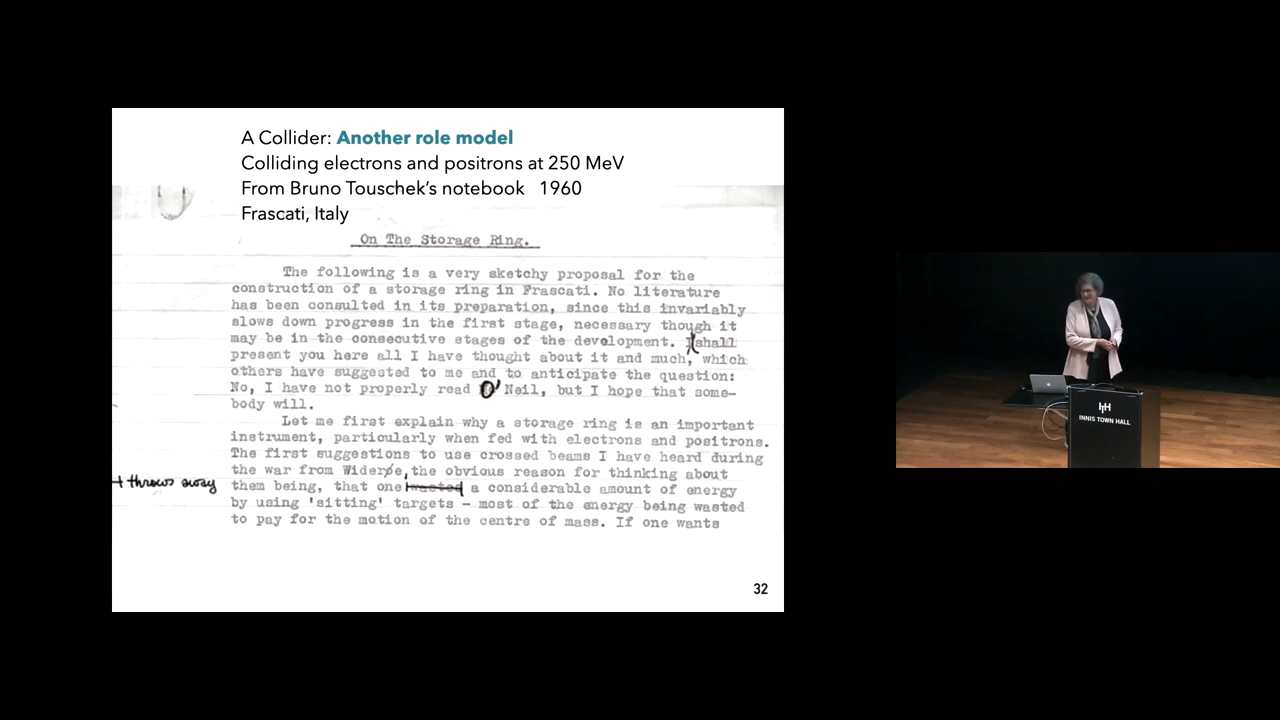 A Collider: Another role model
Colliding electrons and positrons at 250 MeV
From Bruno Touschek's notebook 1960
Frascati, Italy
On The Storage Ring.
The following is a very sketchy proposal for the
construction of a storage ring in Frascati. No literature
has been consulted in its preparation, since this invariably
slows down progress in the first stage, necessary though it
may be in the consecutive stages of the development. I shall
present you here all I have thought about it and much, which
others have suggested to me and to anticipate the question:
No, I have not properly read O' Neil, but I hope that some-
body will.
Let me first explain why a storage ring is an important
instrument, particularly when fed with electrons and positrons.
The first suggestions to use crossed beams I have heard during
the war from Widerøe, the obvious reason for thinking about
throws away
them being, that one wasted a considerable amount of energy
by using 'sitting' targets - most of the energy being wasted
to pay for the motion of the centre of mass. If one wants
32
INNIS TOWN HALL